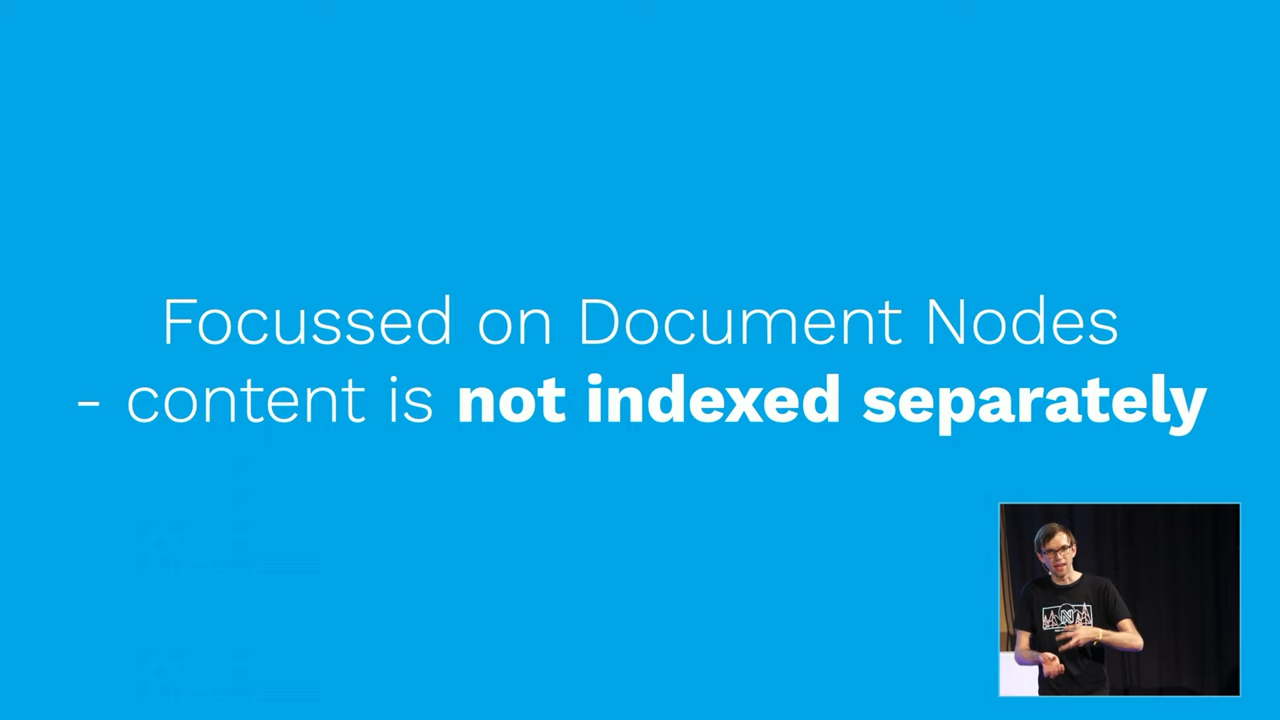 Focussed on Document Nodes
- content is not indexed separately